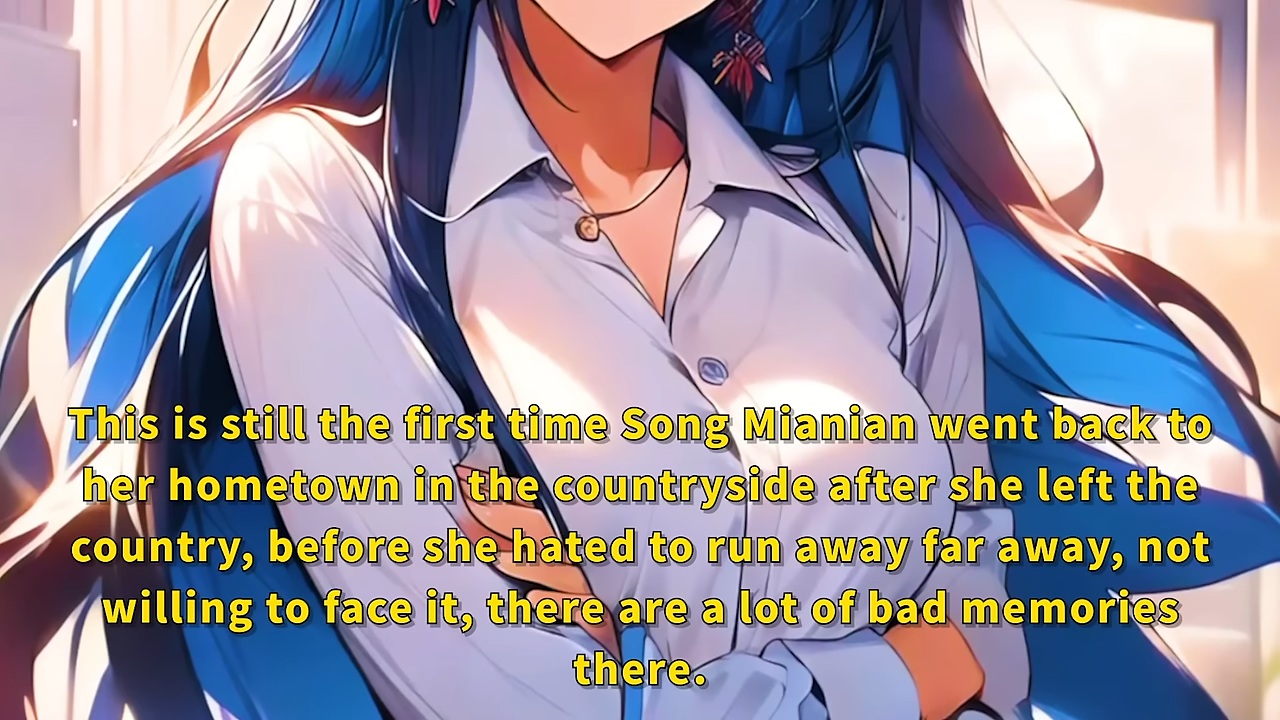 This is still the first time Song Mianian went back to
her hometown in the countryside after she left the
country, before she hated to run away far away, not
willing to face it, there are a lot of bad memories
there.